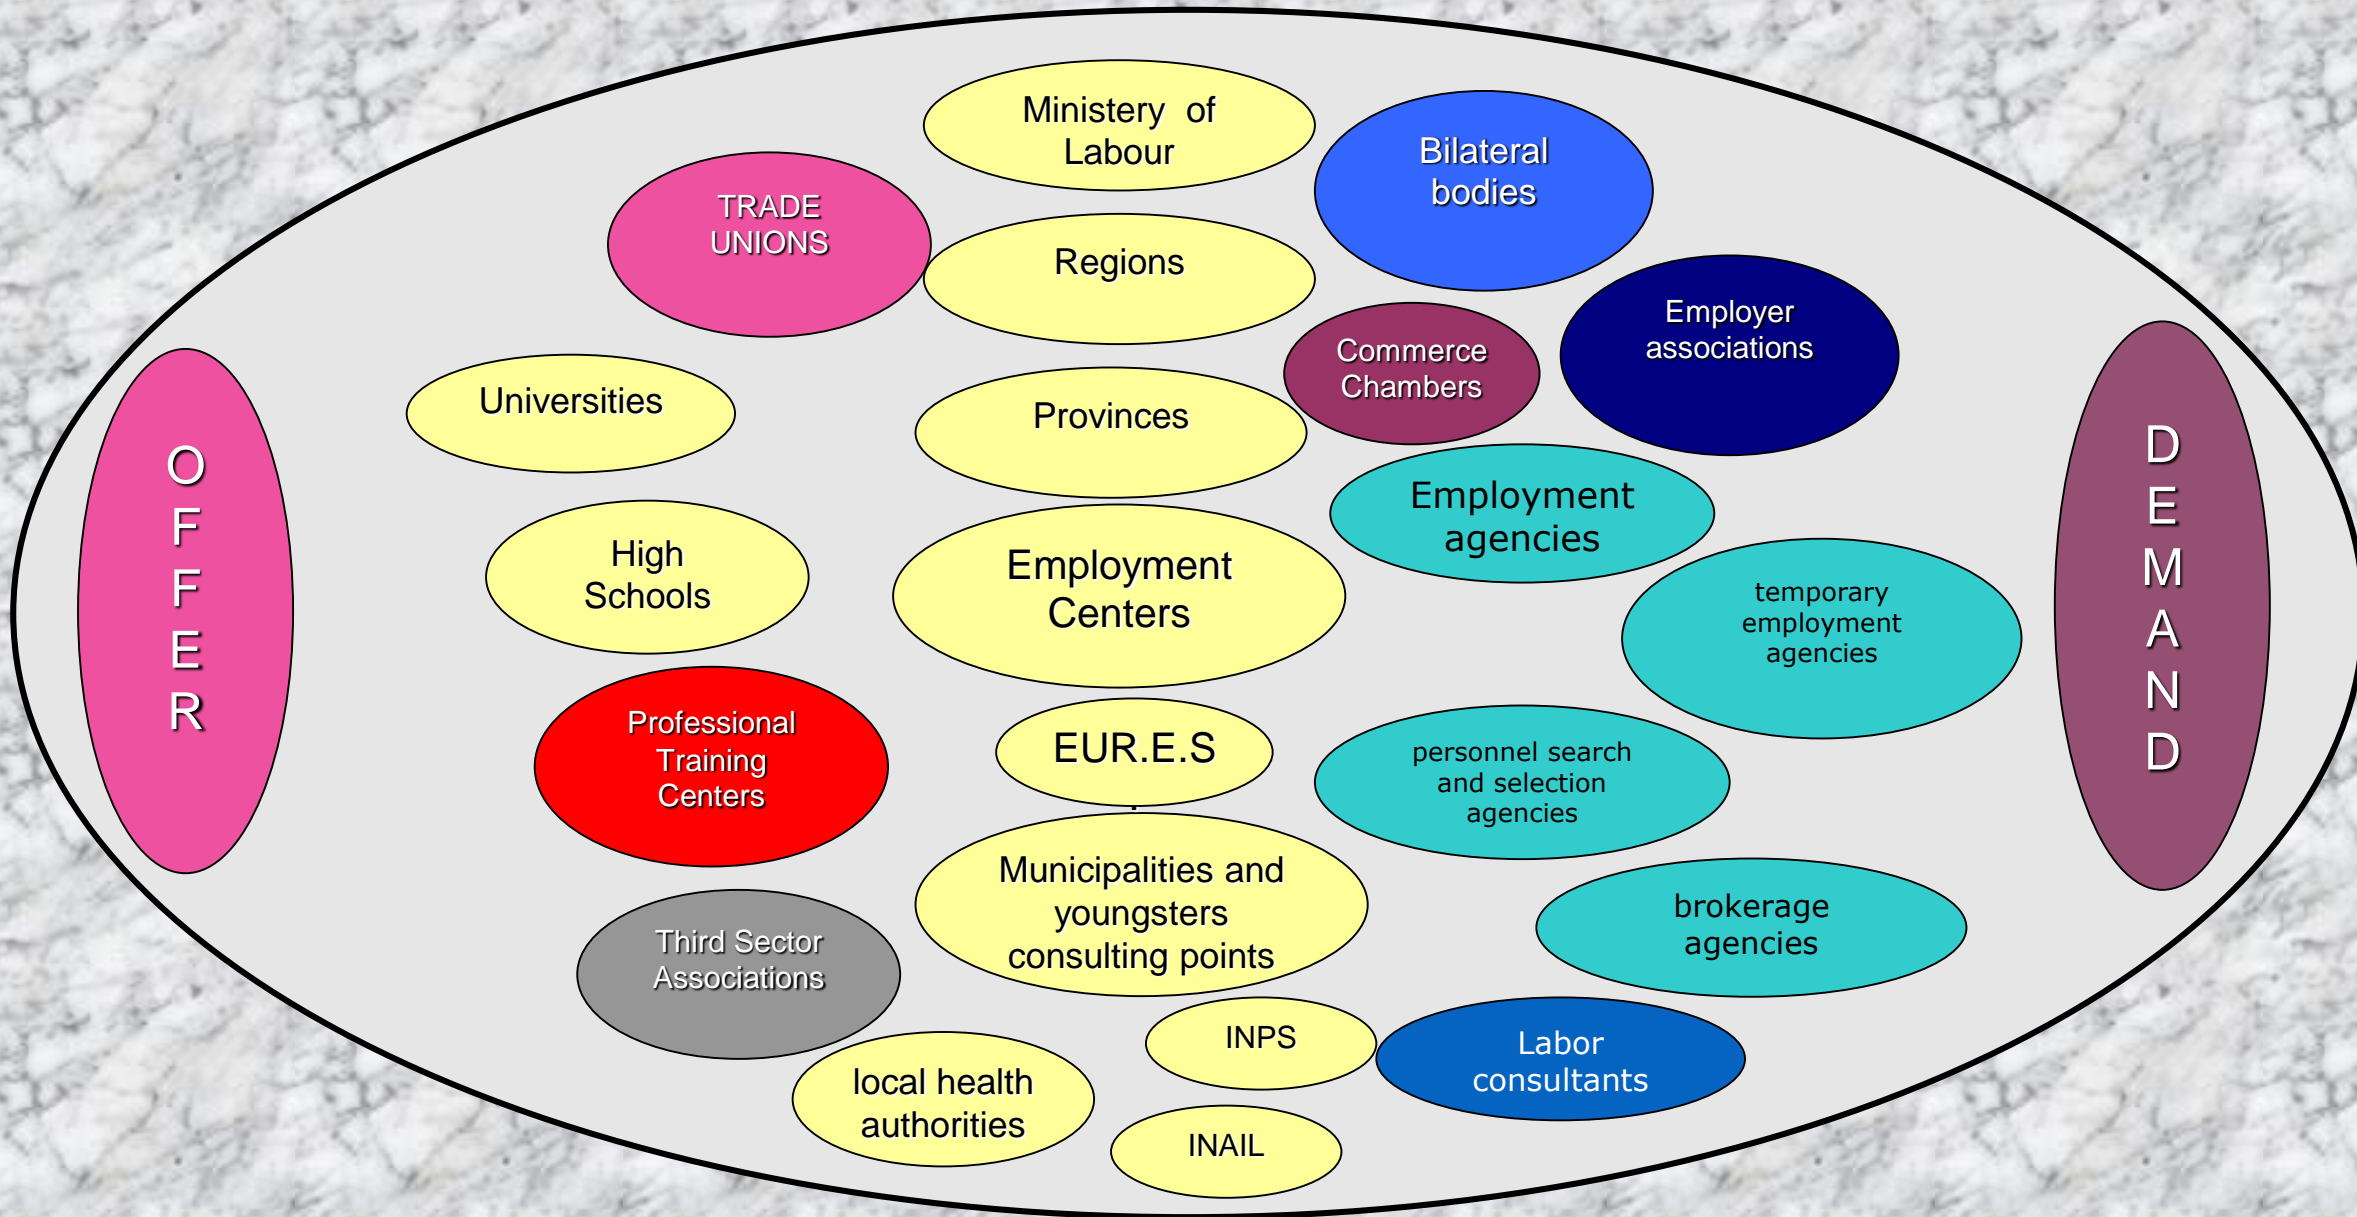 Ministery of
Labour
Bilateral
bodies
TRADE
UNIONS
Regions
Employer
associations
Commerce
Chambers
Universities
Provinces
O
F
F
E
R
D
E
M
A
N
D
Employment
agencies
High
Schools
Employment
Centers
temporary
employment
agencies
Professional
Training
Centers
EUR.E.S
.
personnel search
and selection
agencies
Municipalities and
youngsters
consulting points
brokerage
agencies
Third Sector
Associations
INPS
Labor
consultants
local health
authorities
INAIL